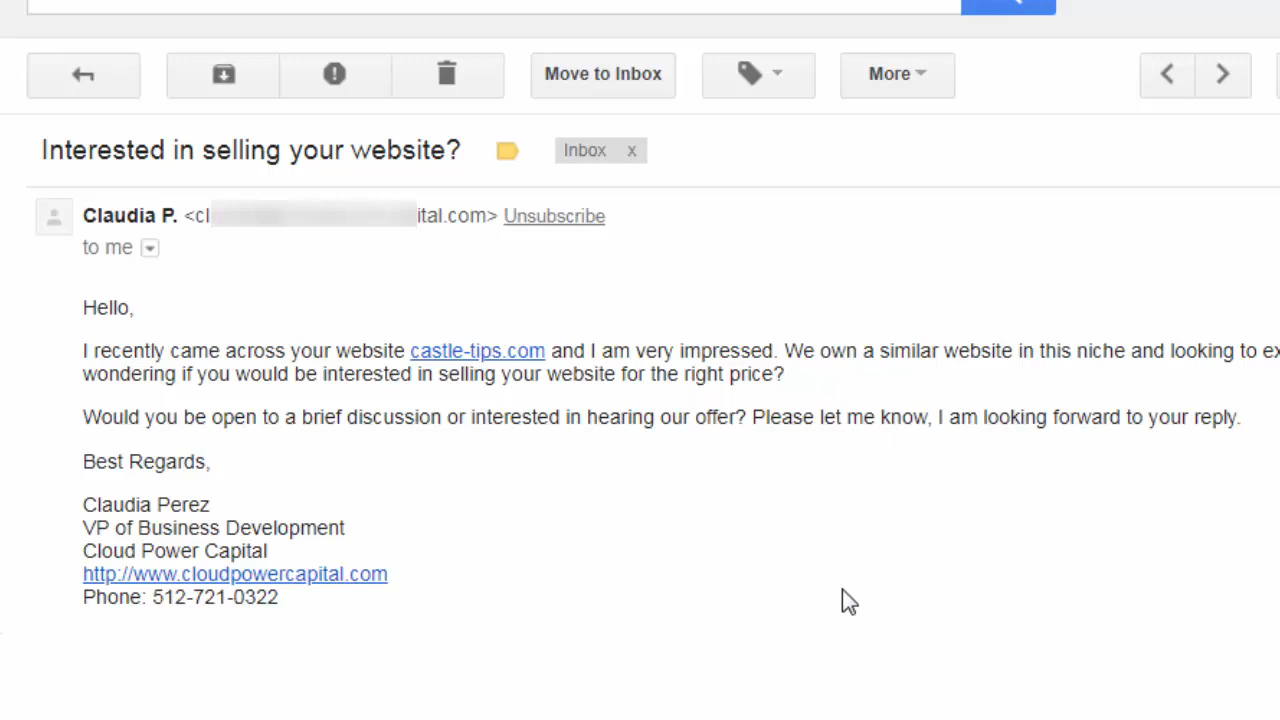 Move to Inbox
More
Interested in selling your website?
Inbox x
Claudia P. <cl ital.com> Unsubscribe
to me
Hello,
I recently came across your website castle-tips.com and I am very impressed. We own a similar website in this niche and looking to ex
wondering if you would be interested in selling your website for the right price?
Would you be open to a brief discussion or interested in hearing our offer? Please let me know, I am looking forward to your reply.
Best Regards,
Claudia Perez
VP of Business Development
Cloud Power Capital
http://www.cloudpowercapital.com
Phone: 512-721-0322